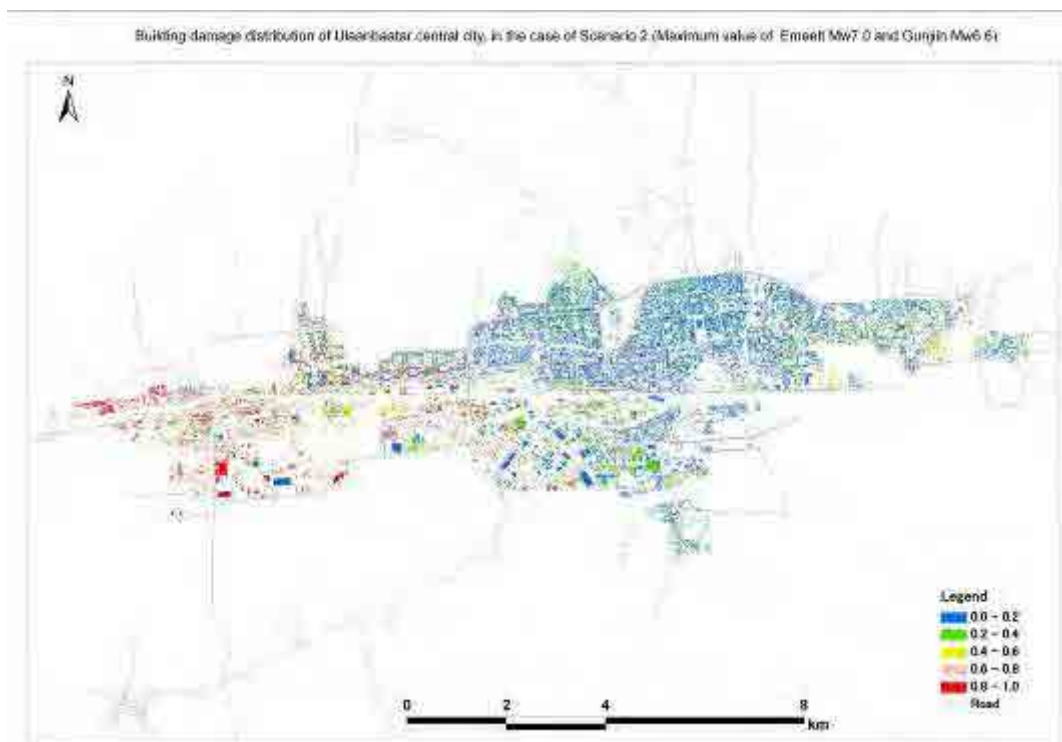 Building damage distribution of Ulaanbaatar central city, in the case of Scenario 2 (Maximum value of Emeelt Mw7.0 and Gunjiin Mw6.6)
N
Legend
0.0 - 0.2
0.2 - 0.4
0.4 - 0.6
0.6 - 0.8
0.8 - 1.0
Road
0 2 4 8
km